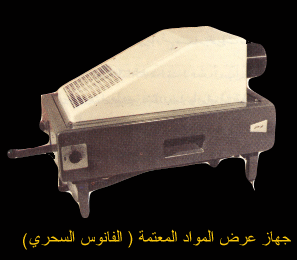 جهاز عرض المواد المعتمة ( الفانوس السحري)